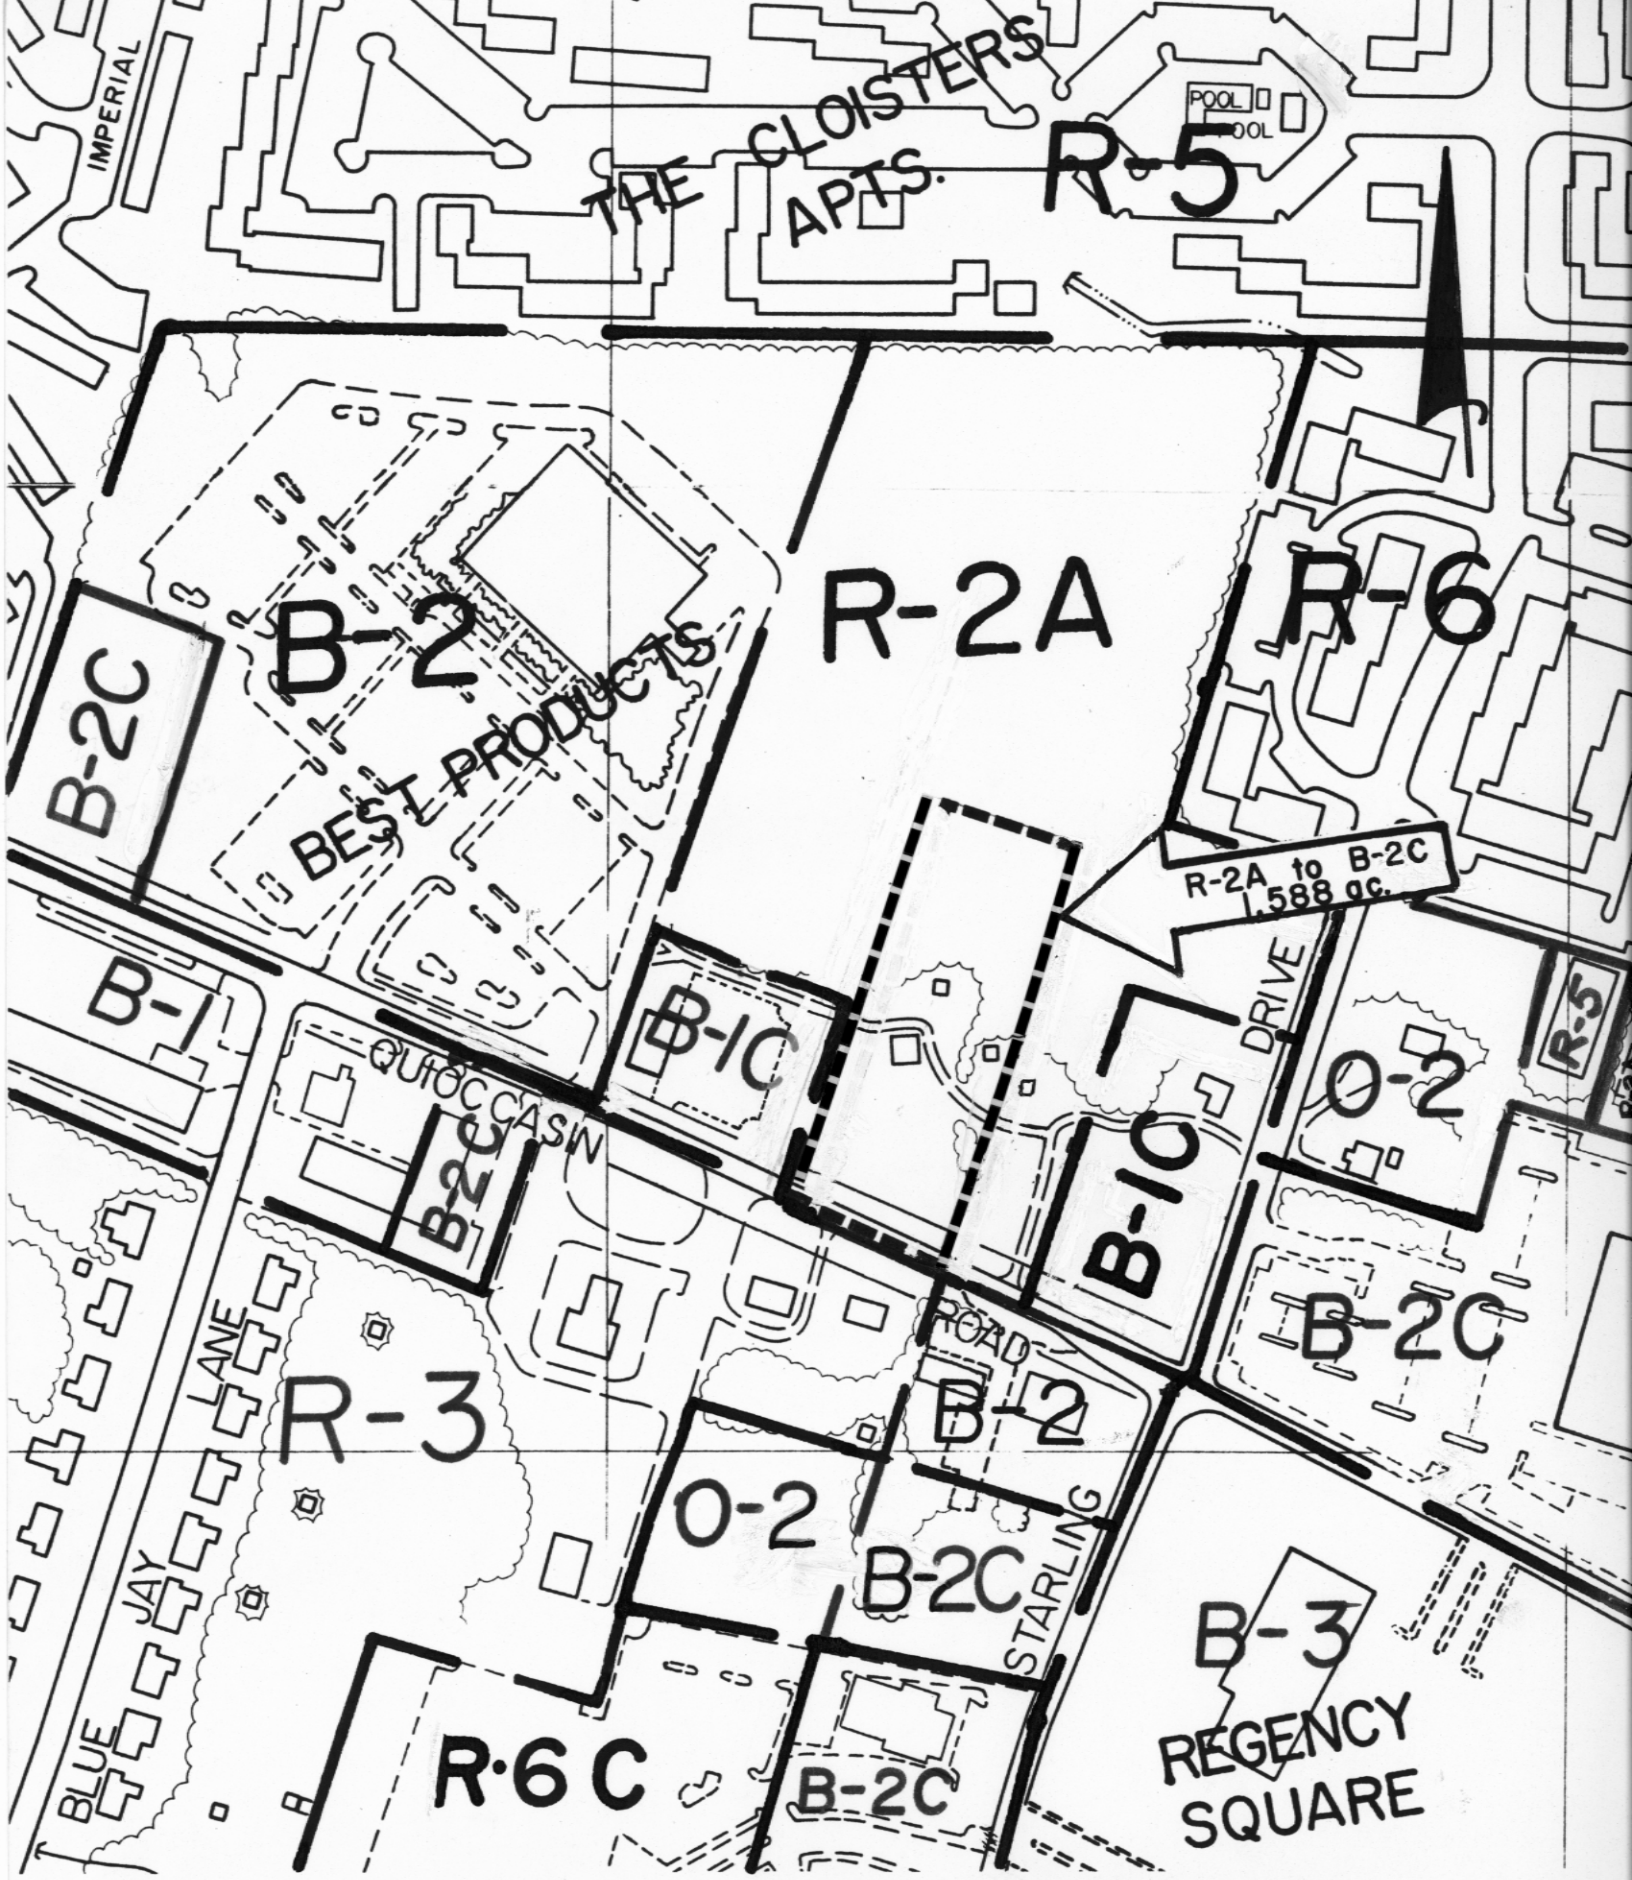 IMPERIAL
THE CLOISTERS
APTS.
POOL
POOL
R-5
B-2
R-2A
R-6
B-2C
BEST PRODUCTS
R-2A to B-2C
1.588 ac.
B-1
B-1C
DRIVE
O-2
R-5
QUIOCCASIN
B-2C
B-1C
B-2C
ROAD
LANE
R-3
B-2
O-2
B-2C
STARLING
JAY
B-3
REGENCY
SQUARE
BLUE
R·6C
B-2C